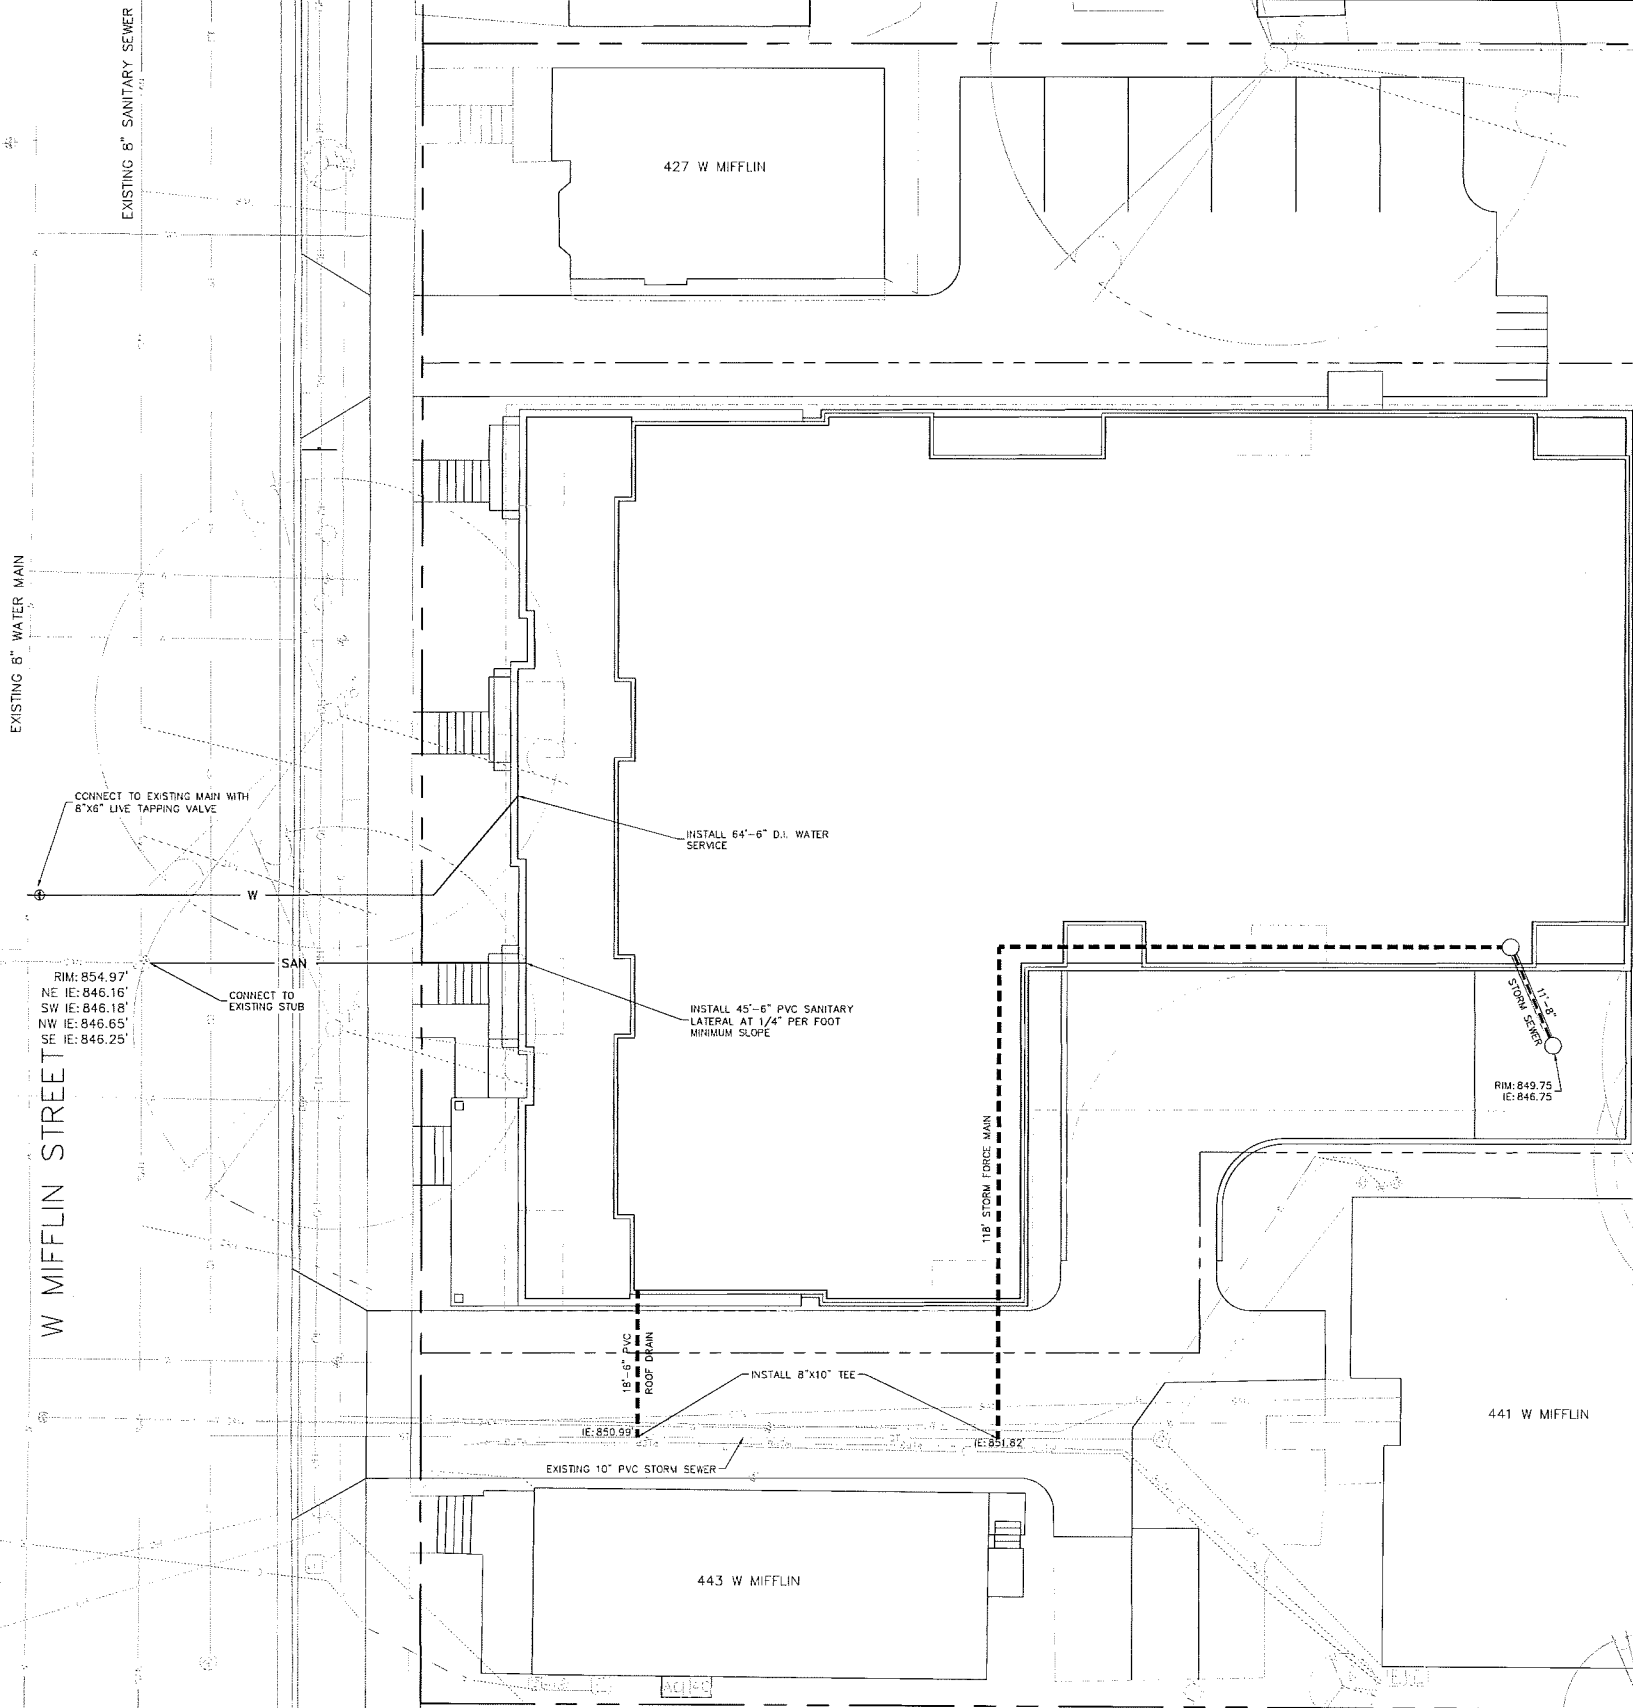 EXISTING 8" SANITARY SEWER
427 W MIFFLIN
EXISTING 8" WATER MAIN
CONNECT TO EXISTING MAIN WITH
8"X6" LIVE TAPPING VALVE
INSTALL 64'-6" D.I. WATER
SERVICE
W
SAN
RIM: 854.97'
NE IE: 846.16'
SW IE: 846.18'
NW IE: 846.65'
SE IE: 846.25'
CONNECT TO
EXISTING STUB
INSTALL 45'-6" PVC SANITARY
LATERAL AT 1/4" PER FOOT
MINIMUM SLOPE
11'-8"
STORM SEWER
RIM: 849.75
IE: 846.75
W MIFFLIN STREET
118' STORM FORCE MAIN
18'-6" PVC
ROOF DRAIN
INSTALL 8"X10" TEE
IE: 850.99'
IE: 851.82'
EXISTING 10" PVC STORM SEWER
441 W MIFFLIN
443 W MIFFLIN